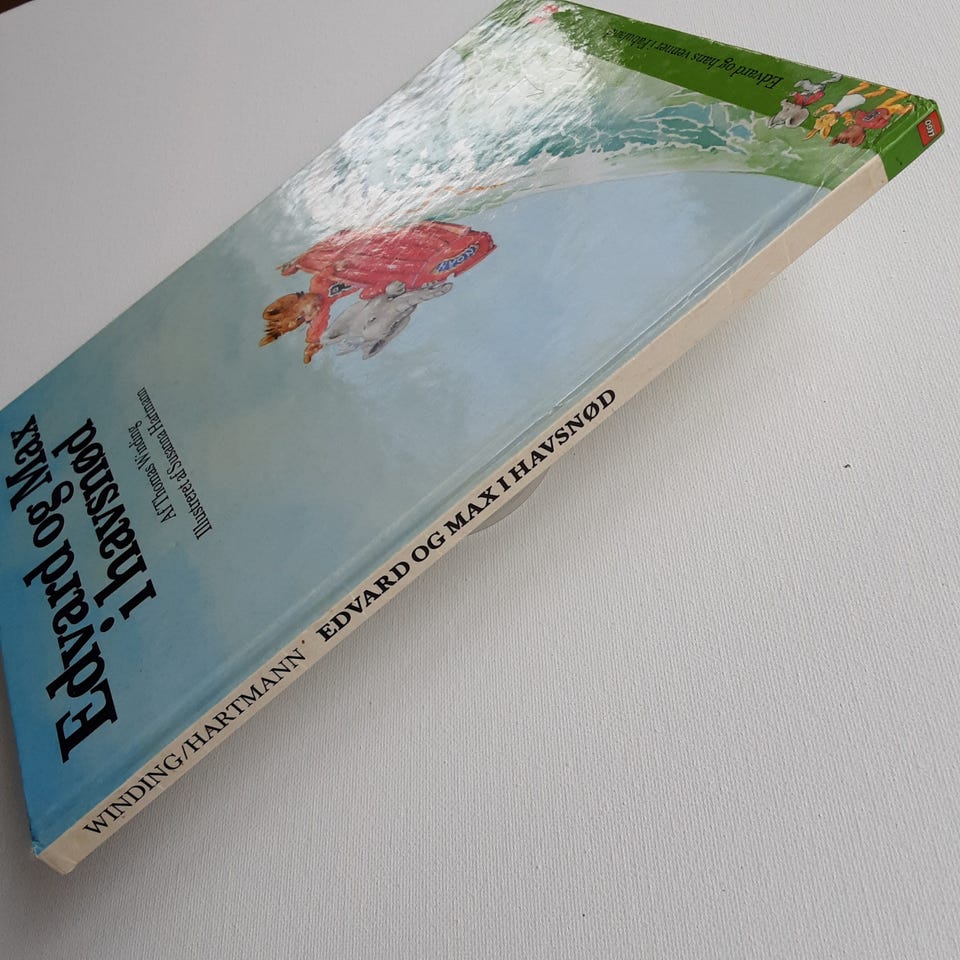 Edvard og Max
i havsnød
Af Thomas Winding
Illustreret af Susanna Hartmann
Edvard og hans venner i Fabuland
WINDING/HARTMANN · EDVARD OG MAX I HAVSNØD
LEGO